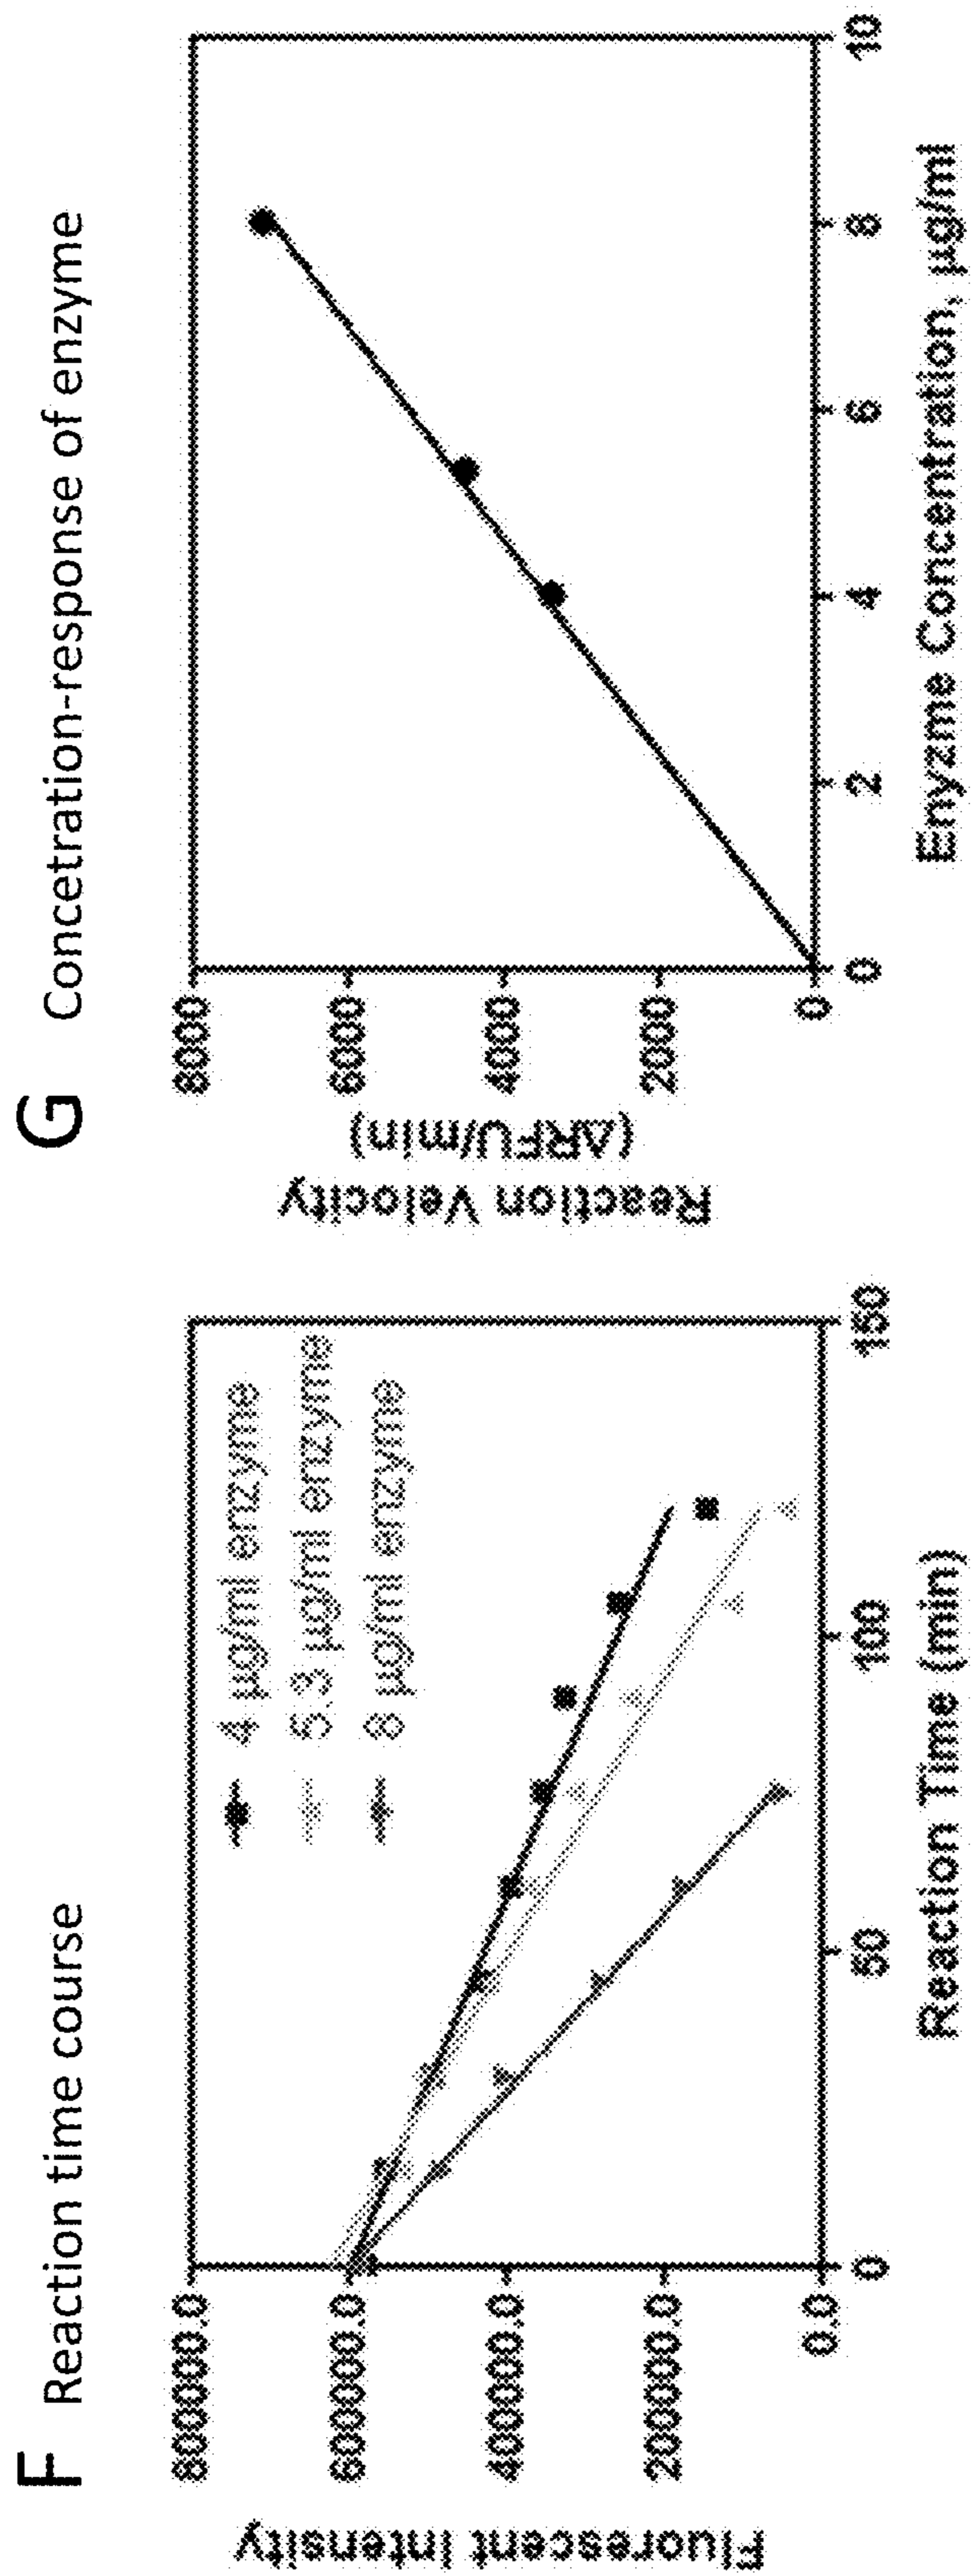 F Reaction time course
Fluorescent Intensity
800000.0
600000.0
400000.0
200000.0
0.0
0
50
100
150
Reaction Time (min)
4 µg/ml enzyme
5.3 µg/ml enzyme
8 µg/ml enzyme
G Concetration-response of enzyme
Reaction Velocity
(ΔRFU/min)
8000
6000
4000
2000
0
0
2
4
6
8
10
Enyzme Concentration, µg/ml